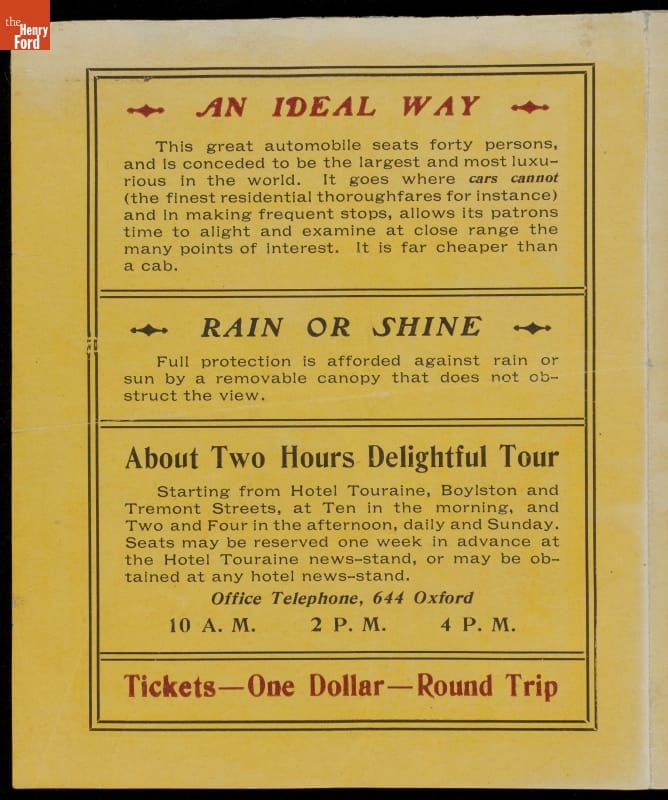 the
Henry
Ford
AN IDEAL WAY
This great automobile seats forty persons,
and is conceded to be the largest and most luxu-
rious in the world. It goes where cars cannot
(the finest residential thoroughfares for instance)
and in making frequent stops, allows its patrons
time to alight and examine at close range the
many points of interest. It is far cheaper than
a cab.
RAIN OR SHINE
Full protection is afforded against rain or
sun by a removable canopy that does not ob-
struct the view.
About Two Hours Delightful Tour
Starting from Hotel Touraine, Boylston and
Tremont Streets, at Ten in the morning, and
Two and Four in the afternoon, daily and Sunday.
Seats may be reserved one week in advance at
the Hotel Touraine news-stand, or may be ob-
tained at any hotel news-stand.
Office Telephone, 644 Oxford
10 A. M. 2 P. M. 4 P. M.
Tickets—One Dollar—Round Trip